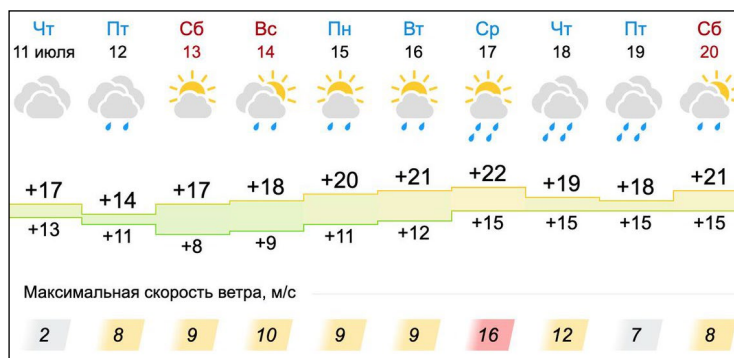 Чт Пт Сб Вс Пн Вт Ср Чт Пт Сб
11 июля 12 13 14 15 16 17 18 19 20
+17 +14 +17 +18 +20 +21 +22 +19 +18 +21
+13 +11 +8 +9 +11 +12 +15 +15 +15 +15
Максимальная скорость ветра, м/с
2 8 9 10 9 9 16 12 7 8